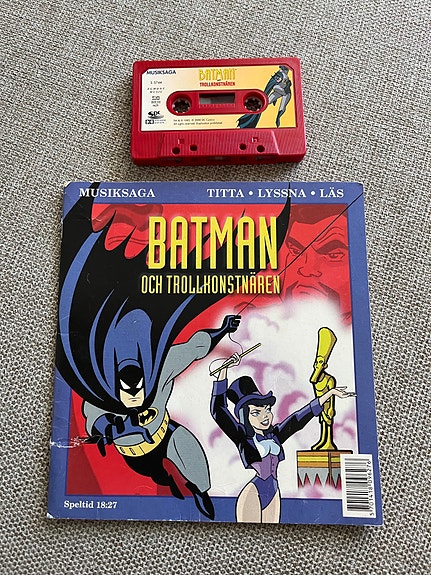 MUSIKSAGA
BATMAN
TROLLKONSTNÄREN
MUSIKSAGA
TITTA • LYSSNA • LÄS
BATMAN
OCH TROLLKONSTNÄREN
Speltid 18:27